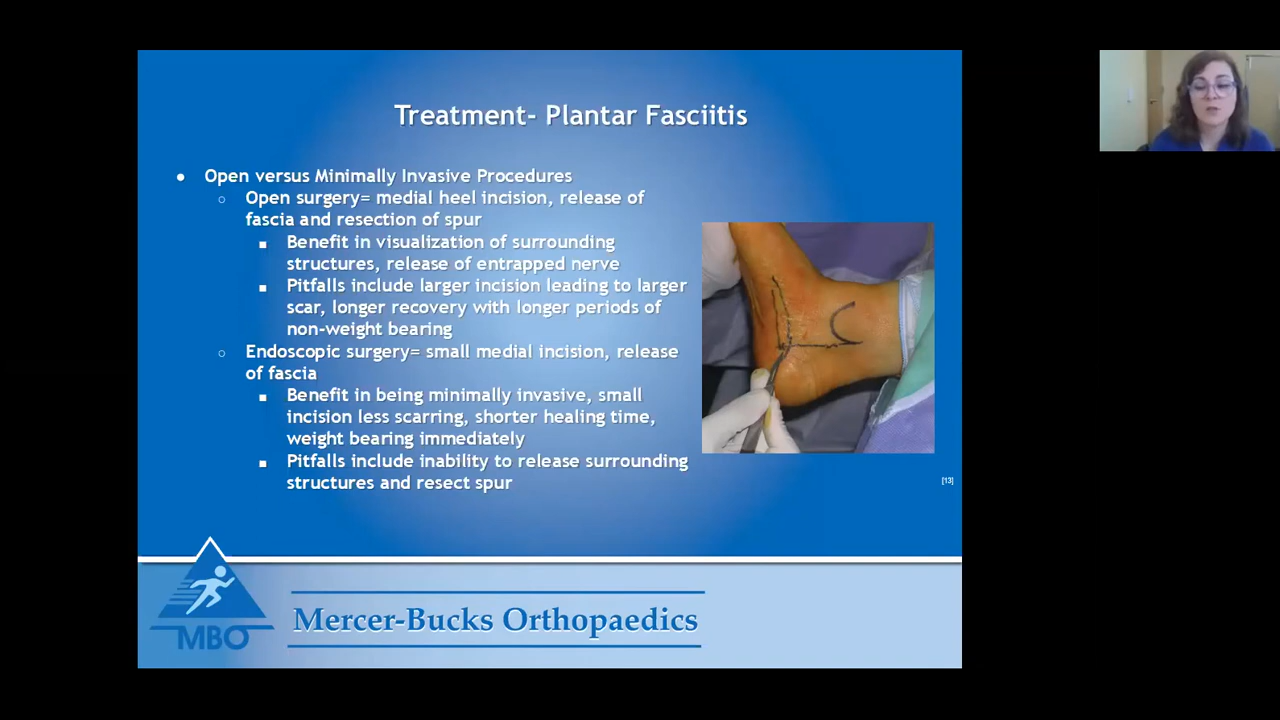 Treatment- Plantar Fasciitis
● Open versus Minimally Invasive Procedures
○ Open surgery= medial heel incision, release of
fascia and resection of spur
■ Benefit in visualization of surrounding
structures, release of entrapped nerve
■ Pitfalls include larger incision leading to larger
scar, longer recovery with longer periods of
non-weight bearing
○ Endoscopic surgery= small medial incision, release
of fascia
■ Benefit in being minimally invasive, small
incision less scarring, shorter healing time,
weight bearing immediately
■ Pitfalls include inability to release surrounding
structures and resect spur
[13]
MBO
Mercer-Bucks Orthopaedics